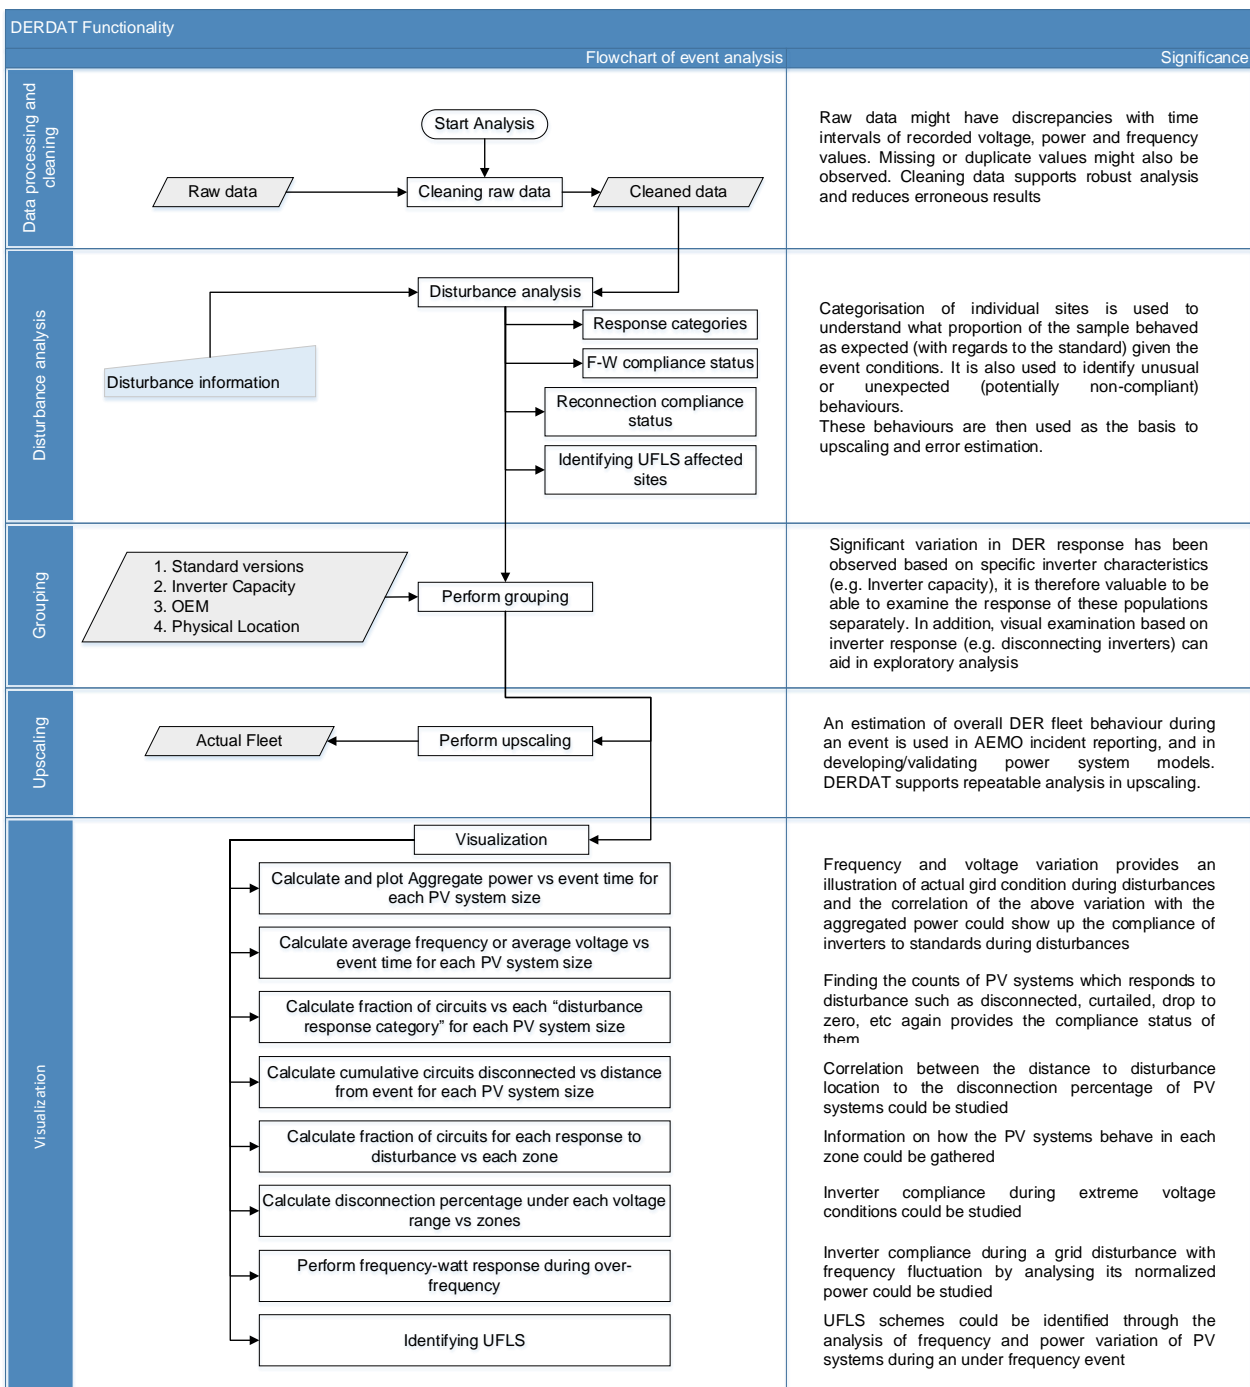 DERDAT Functionality
Flowchart of event analysis
Significance
Data processing and
cleaning
Start Analysis
Raw data
Cleaning raw data
Cleaned data
Raw data might have discrepancies with time
intervals of recorded voltage, power and frequency
values. Missing or duplicate values might also be
observed. Cleaning data supports robust analysis
and reduces erroneous results
Disturbance analysis
Disturbance analysis
Response categories
F-W compliance status
Disturbance information
Reconnection compliance
status
Identifying UFLS affected
sites
Categorisation of individual sites is used to
understand what proportion of the sample behaved
as expected (with regards to the standard) given the
event conditions. It is also used to identify unusual
or unexpected (potentially non-compliant)
behaviours.
These behaviours are then used as the basis to
upscaling and error estimation.
Grouping
1. Standard versions
2. Inverter Capacity
3. OEM
4. Physical Location
Perform grouping
Significant variation in DER response has been
observed based on specific inverter characteristics
(e.g. Inverter capacity), it is therefore valuable to be
able to examine the response of these populations
separately. In addition, visual examination based on
inverter response (e.g. disconnecting inverters) can
aid in exploratory analysis
Upscaling
Actual Fleet
Perform upscaling
An estimation of overall DER fleet behaviour during
an event is used in AEMO incident reporting, and in
developing/validating power system models.
DERDAT supports repeatable analysis in upscaling.
Visualization
Visualization
Calculate and plot Aggregate power vs event time for
each PV system size
Calculate average frequency or average voltage vs
event time for each PV system size
Calculate fraction of circuits vs each “disturbance
response category” for each PV system size
Calculate cumulative circuits disconnected vs distance
from event for each PV system size
Calculate fraction of circuits for each response to
disturbance vs each zone
Calculate disconnection percentage under each voltage
range vs zones
Perform frequency-watt response during over-
frequency
Identifying UFLS
Frequency and voltage variation provides an
illustration of actual gird condition during disturbances
and the correlation of the above variation with the
aggregated power could show up the compliance of
inverters to standards during disturbances
Finding the counts of PV systems which responds to
disturbance such as disconnected, curtailed, drop to
zero, etc again provides the compliance status of
them
Correlation between the distance to disturbance
location to the disconnection percentage of PV
systems could be studied
Information on how the PV systems behave in each
zone could be gathered
Inverter compliance during extreme voltage
conditions could be studied
Inverter compliance during a grid disturbance with
frequency fluctuation by analysing its normalized
power could be studied
UFLS schemes could be identified through the
analysis of frequency and power variation of PV
systems during an under frequency event